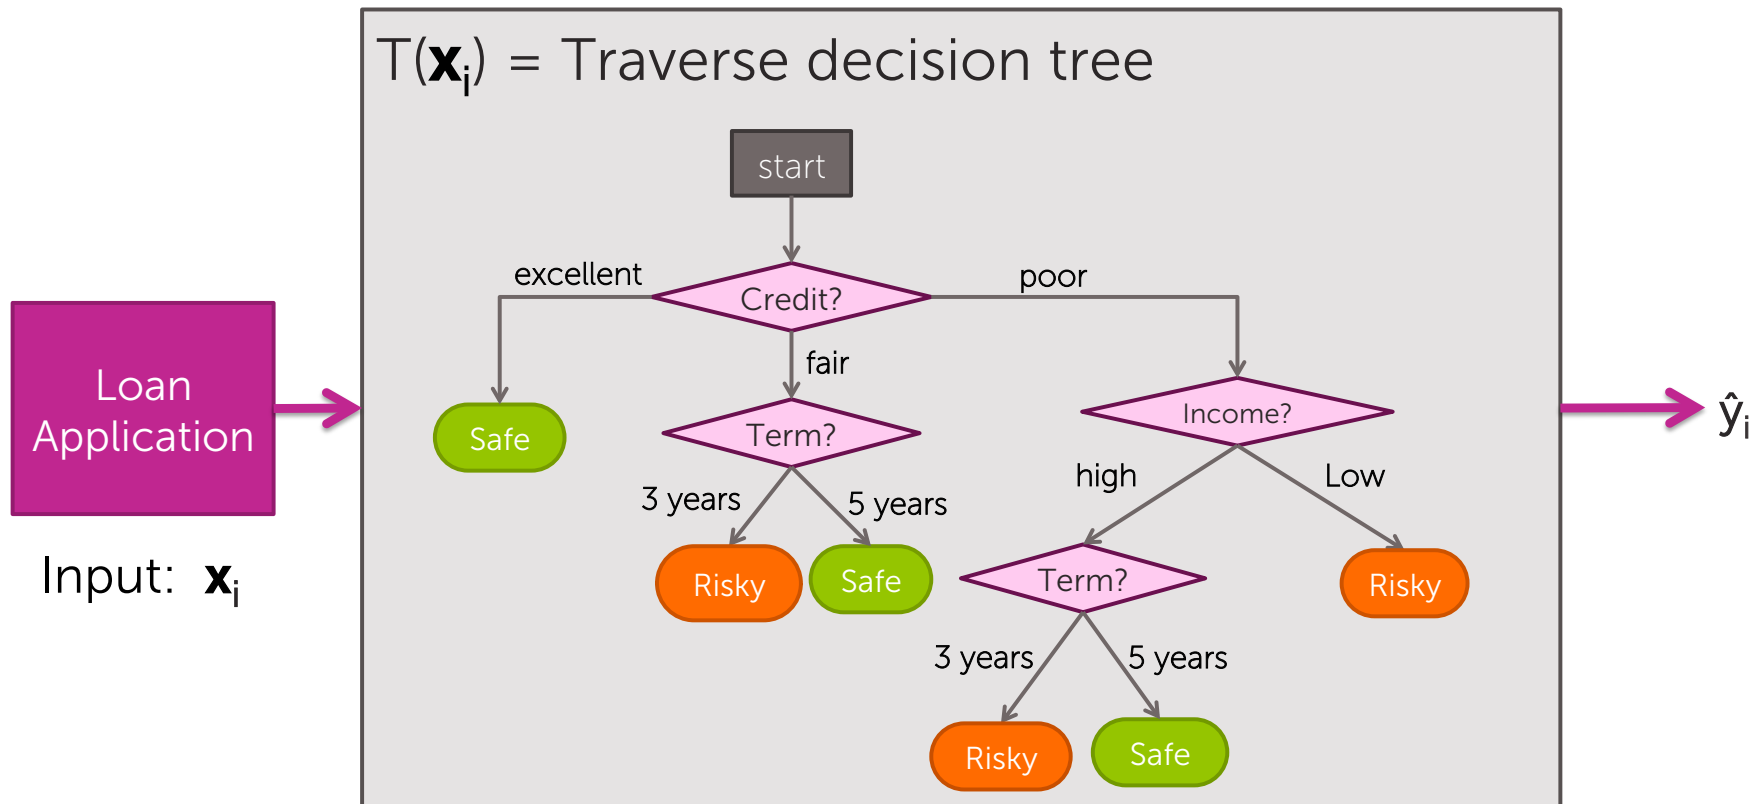 T(xᵢ) = Traverse decision tree
start
excellent
poor
Credit?
fair
Loan
Application
Income?
ŷᵢ
Safe
Term?
high
Low
3 years
5 years
Input: xᵢ
Risky
Safe
Term?
Risky
3 years
5 years
Risky
Safe